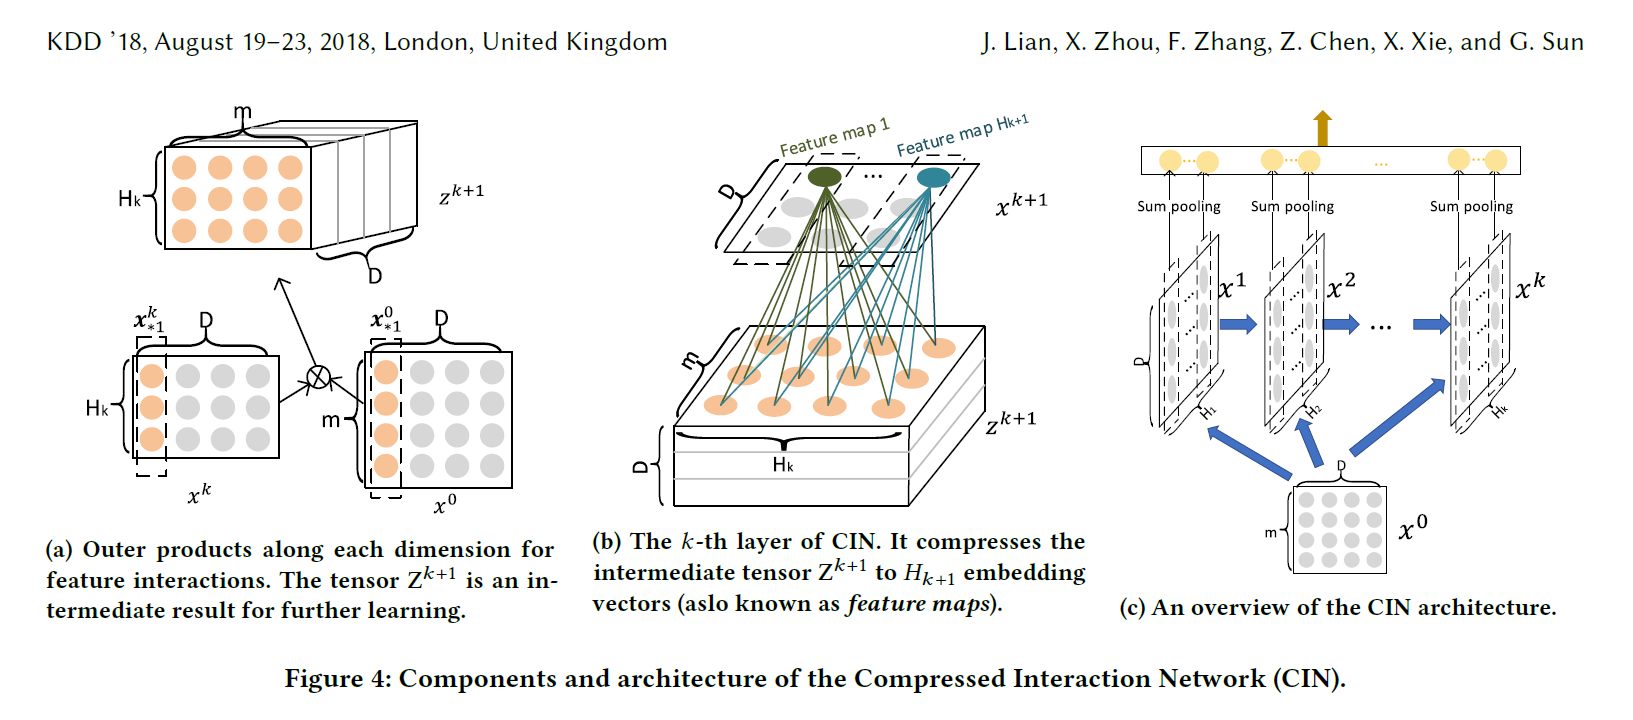 KDD ’18, August 19–23, 2018, London, United Kingdom
J. Lian, X. Zhou, F. Zhang, Z. Chen, X. Xie, and G. Sun
m
Hk
z^{k+1}
D
x^k_{*1}
D
x^0_{*1}
D
Hk
m
x^k
x^0
(a) Outer products along each dimension for
feature interactions. The tensor Z^{k+1} is an in-
termediate result for further learning.
Feature map 1
Feature map Hk+1
D
...
x^{k+1}
m
z^{k+1}
D
Hk
(b) The k-th layer of CIN. It compresses the
intermediate tensor Z^{k+1} to H_{k+1} embedding
vectors (aslo known as feature maps).
...
Sum pooling
Sum pooling
Sum pooling
x^1
x^2
x^k
...
D
H1
H2
Hk
D
m
x^0
(c) An overview of the CIN architecture.
Figure 4: Components and architecture of the Compressed Interaction Network (CIN).